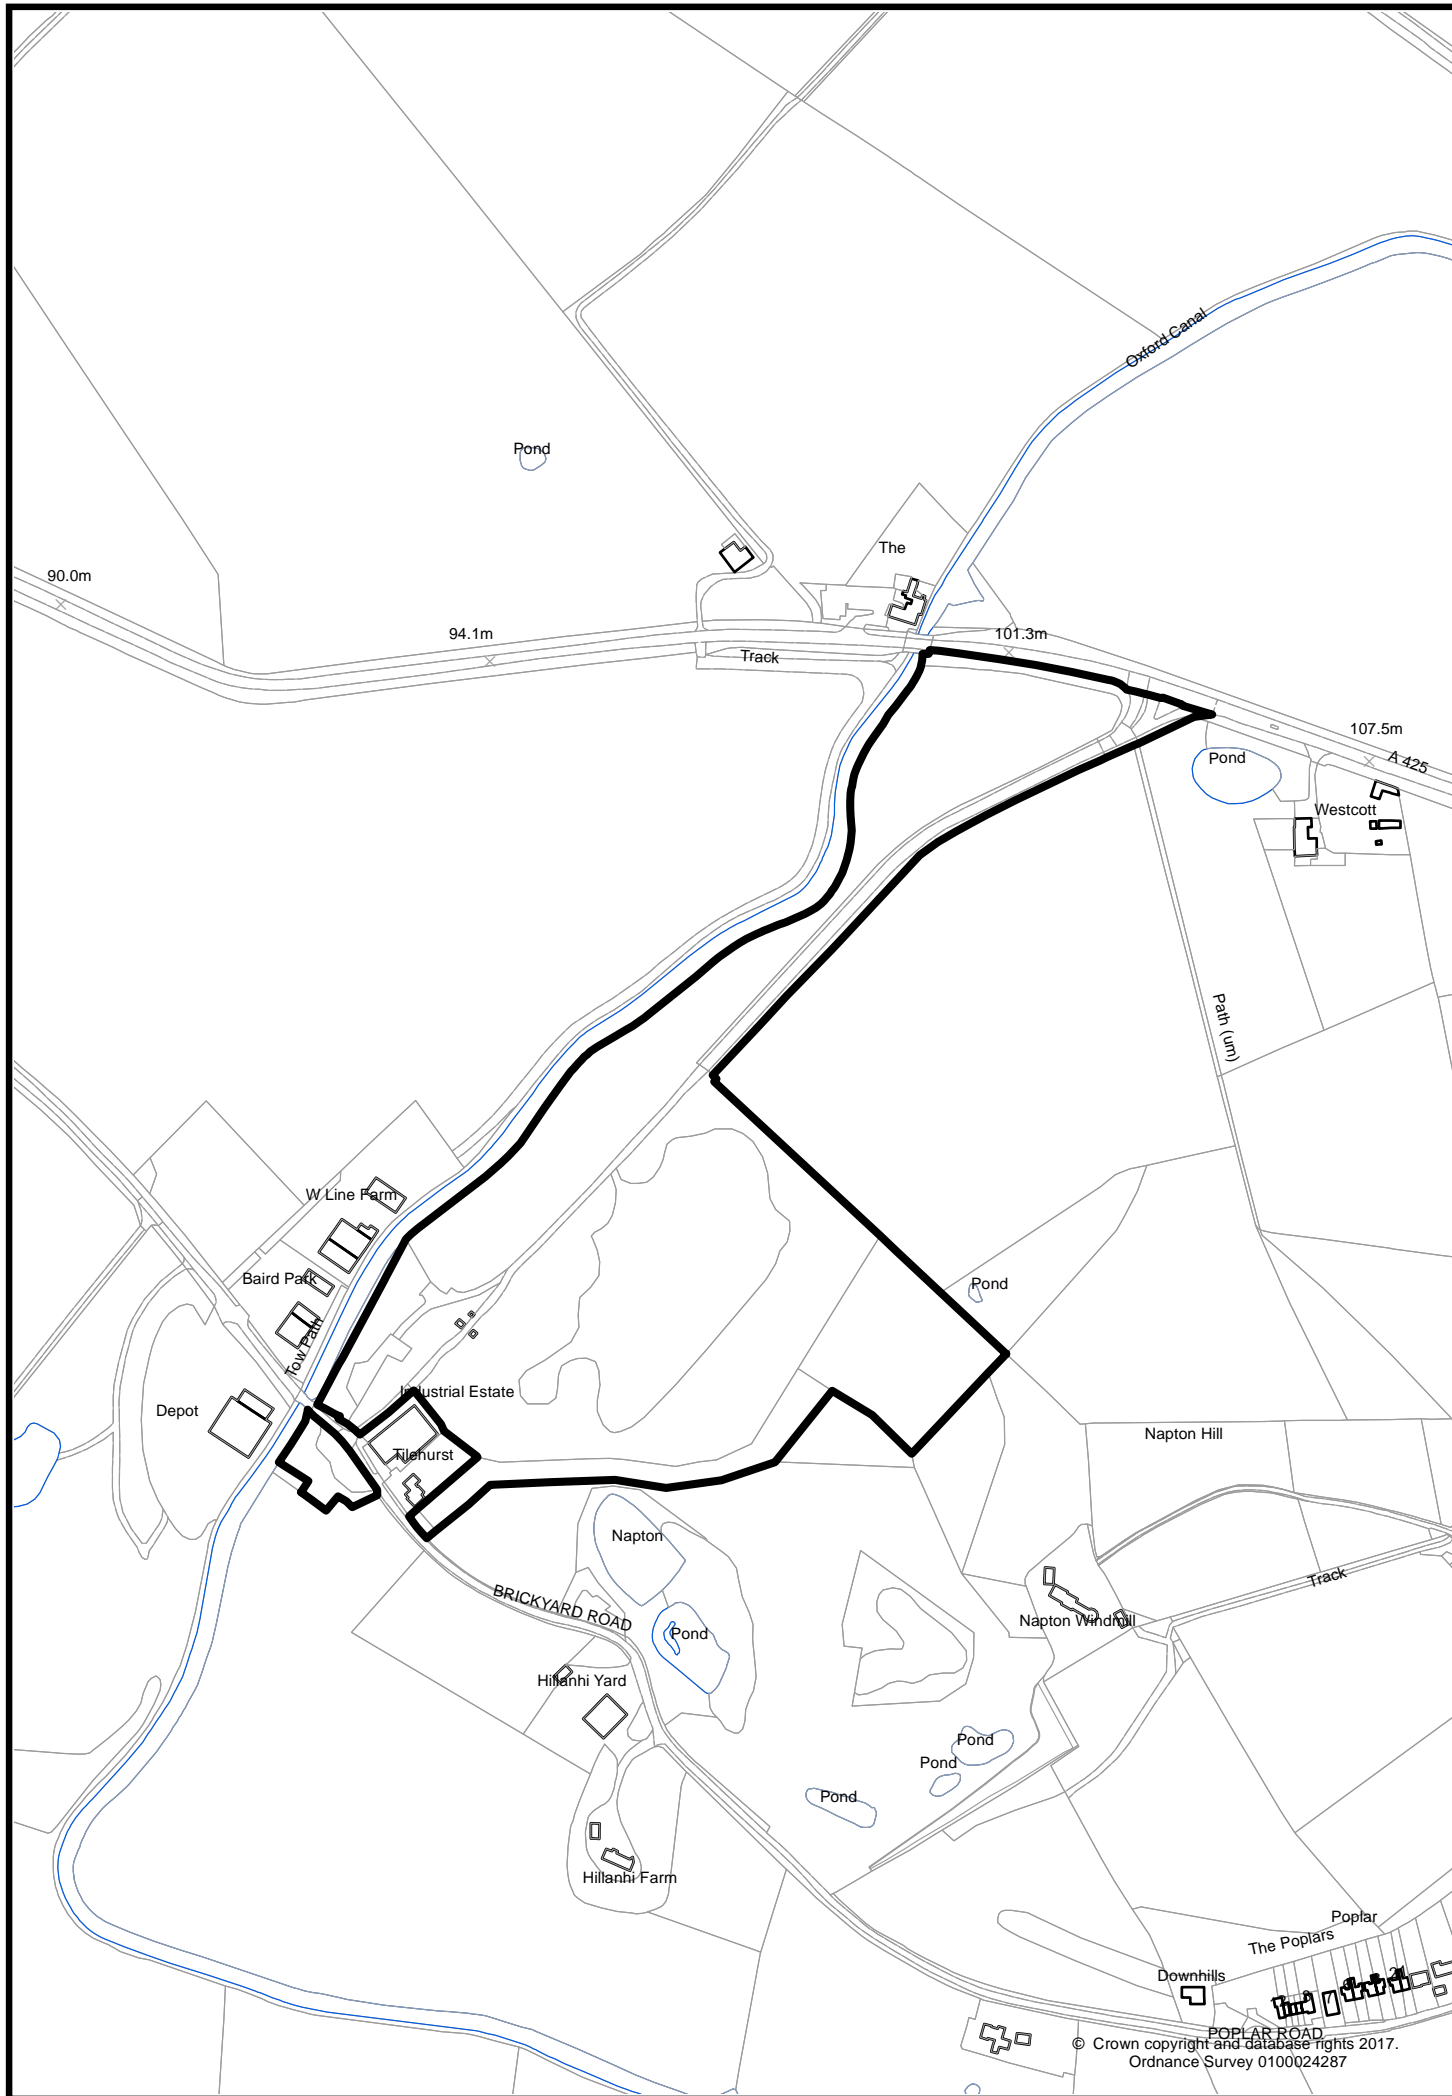 Oxford Canal
Pond
The
90.0m
94.1m
101.3m
Track
107.5m
A 425
Pond
Westcott
Path (um)
W Line Farm
Baird Park
Pond
Tow Path
Industrial Estate
Depot
Napton Hill
Tilehurst
Napton
Track
BRICKYARD ROAD
Napton Windmill
Pond
Hillanhi Yard
Pond
Pond
Pond
Hillanhi Farm
Poplar
The Poplars
Downhills
POPLAR ROAD
© Crown copyright and database rights 2017.
Ordnance Survey 0100024287